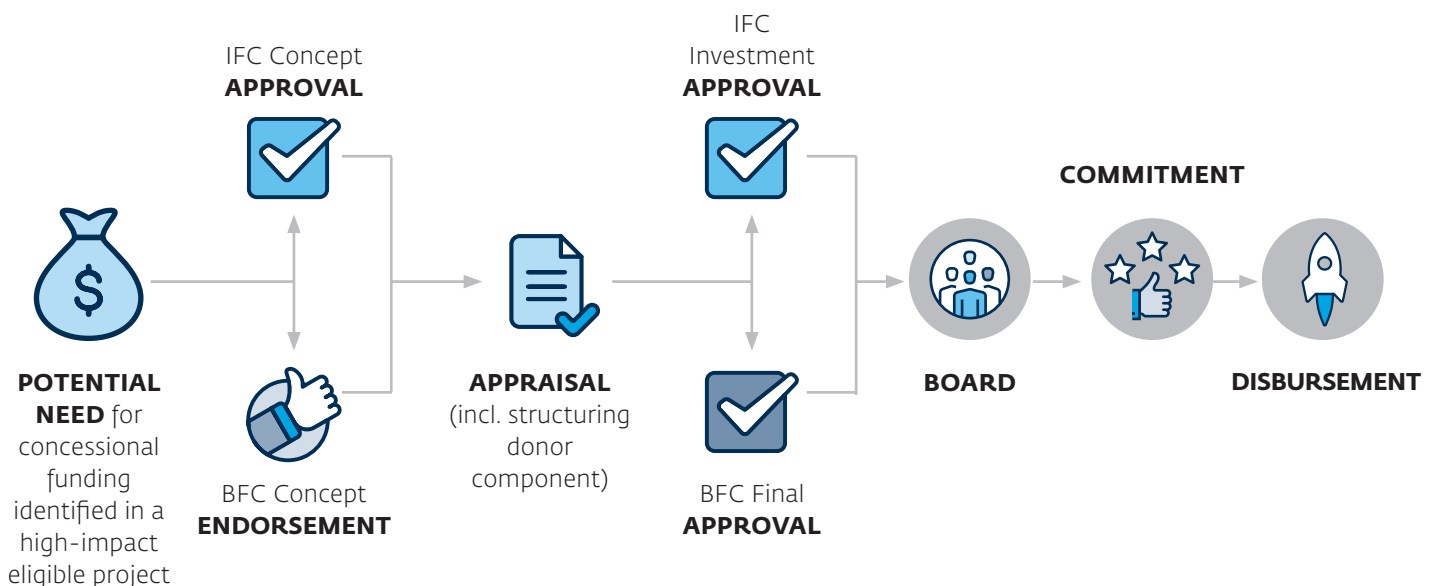 IFC Concept
APPROVAL
IFC
Investment
APPROVAL
COMMITMENT
$
POTENTIAL
NEED for
concessional
funding
identified in a
high-impact
eligible project
BFC Concept
ENDORSEMENT
APPRAISAL
(incl. structuring
donor
component)
BFC Final
APPROVAL
BOARD
DISBURSEMENT